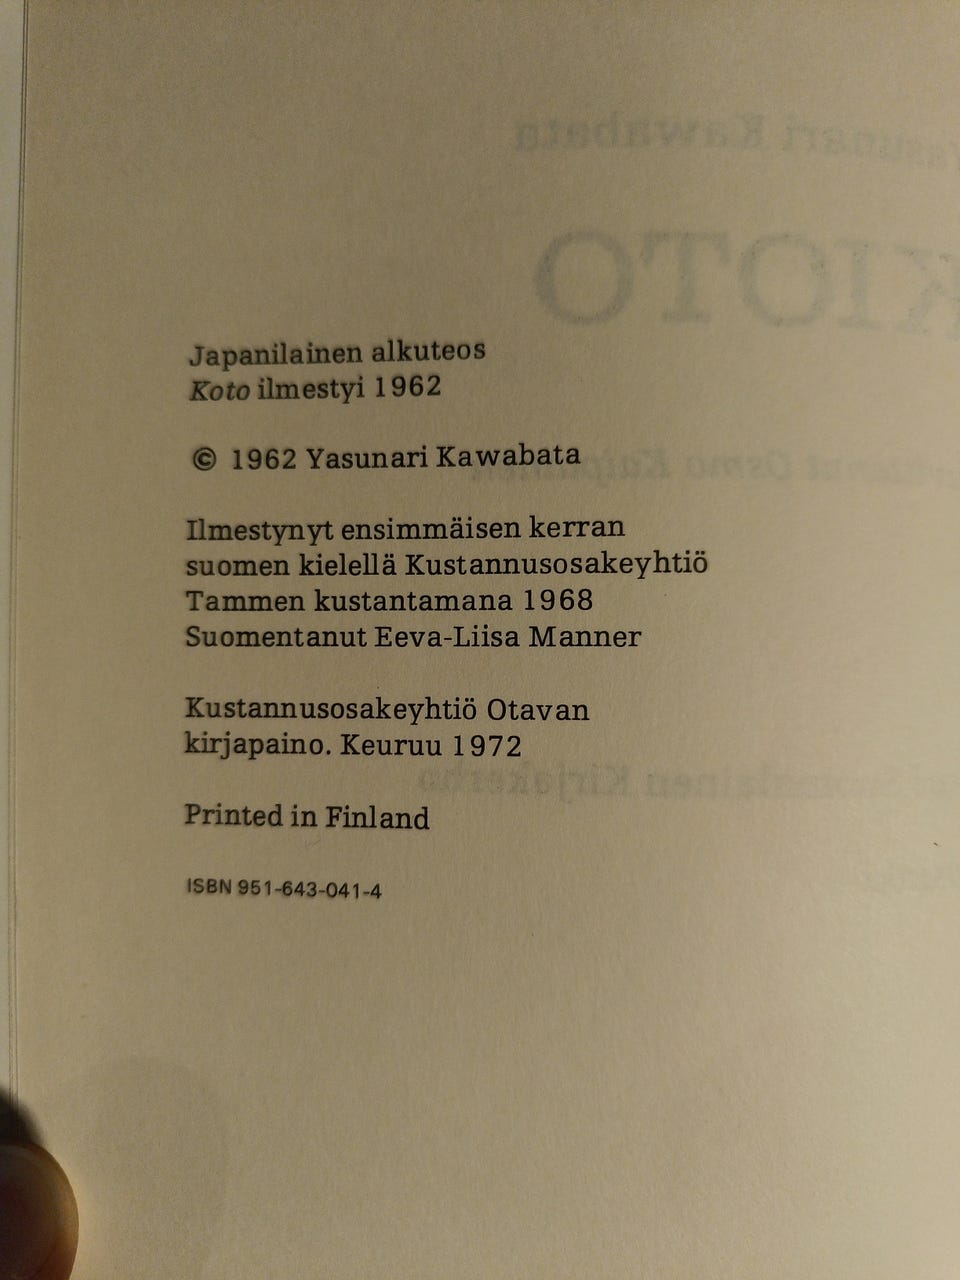 Japanilainen alkuteos
Koto ilmestyi 1962
© 1962 Yasunari Kawabata
Ilmestynyt ensimmäisen kerran
suomen kielellä Kustannusosakeyhtiö
Tammen kustantamana 1968
Suomentanut Eeva-Liisa Manner
Kustannusosakeyhtiö Otavan
kirjapaino. Keuruu 1972
Printed in Finland
ISBN 951-643-041-4